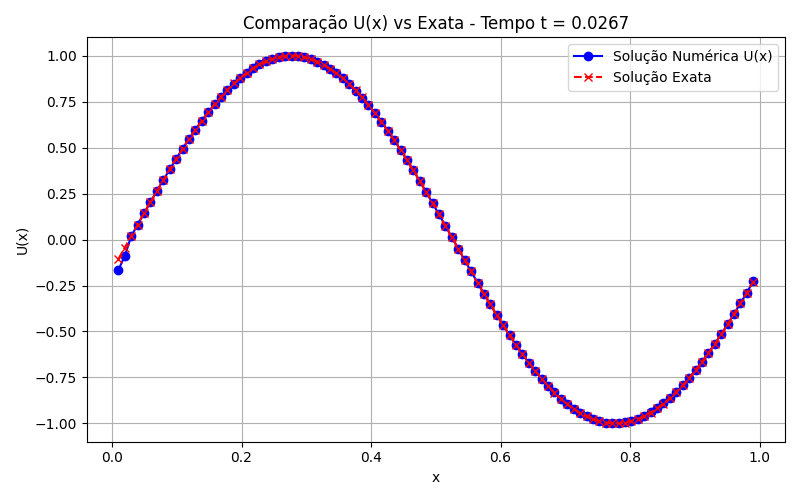 Comparação U(x) vs Exata - Tempo t = 0.0267
Solução Numérica U(x)
Solução Exata
1.00
0.75
0.50
0.25
0.00
−0.25
−0.50
−0.75
−1.00
U(x)
0.0 0.2 0.4 0.6 0.8 1.0
x